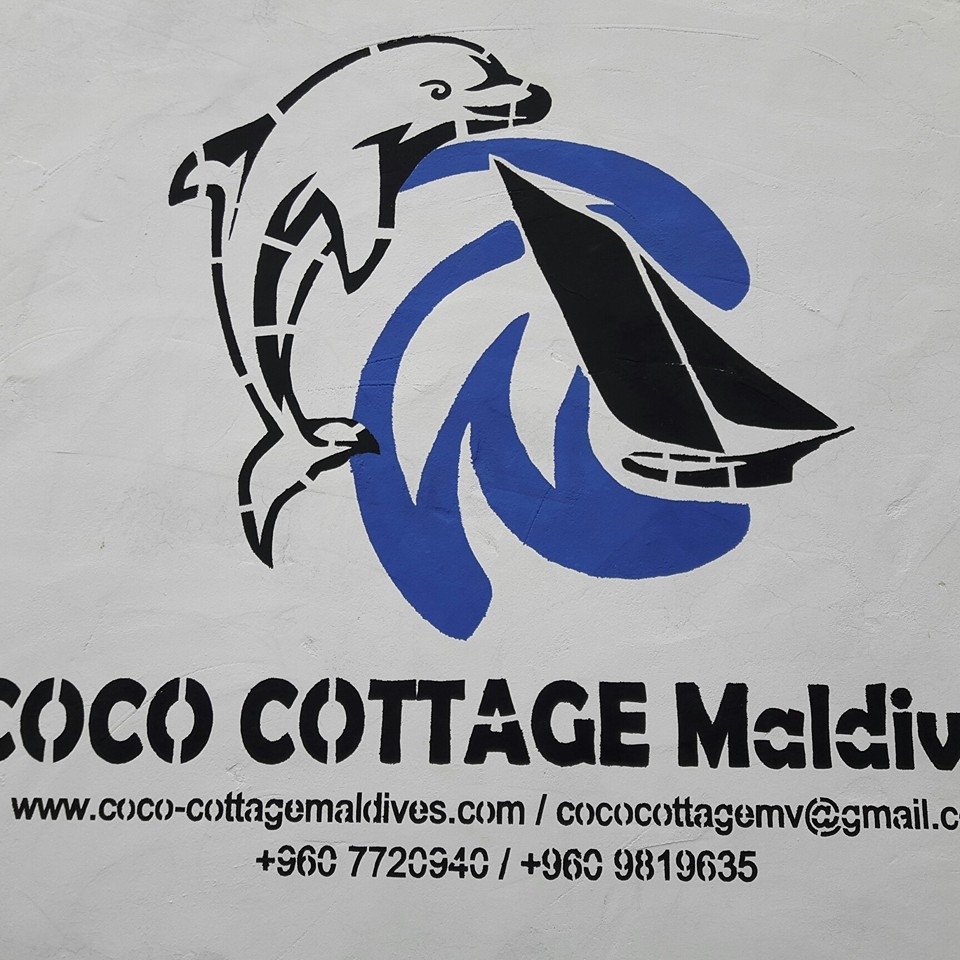 COCO COTTAGE Maldiv
www.coco-cottagemaldives.com / cococottagemv@gmail.c
+960 7720940 / +960 9819635